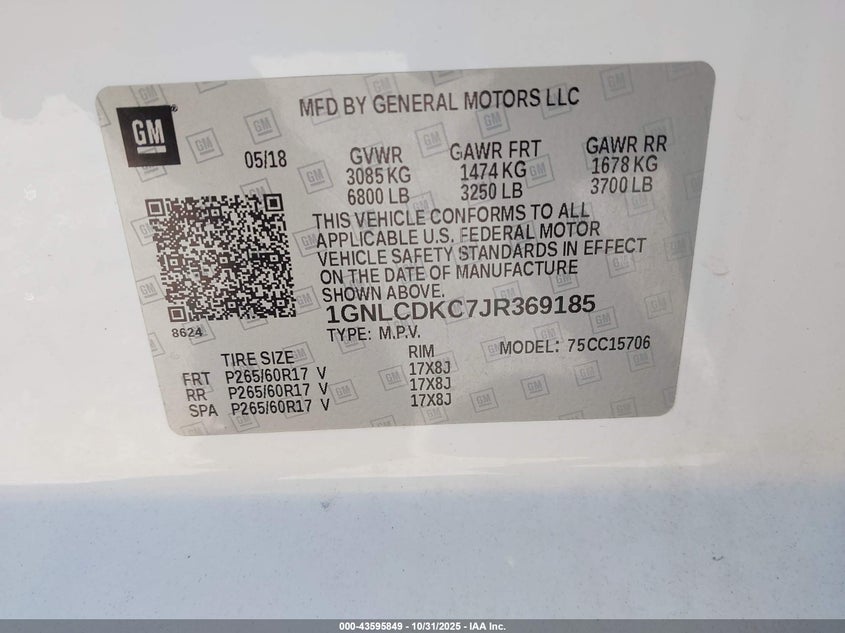 GM
MFD BY GENERAL MOTORS LLC
05/18
GVWR GAWR FRT GAWR RR
3085 KG 1474 KG 1678 KG
6800 LB 3250 LB 3700 LB
THIS VEHICLE CONFORMS TO ALL
APPLICABLE U.S. FEDERAL MOTOR
VEHICLE SAFETY STANDARDS IN EFFECT
ON THE DATE OF MANUFACTURE
SHOWN ABOVE.
8624
1GNLCDKC7JR369185
TYPE: M.P.V. MODEL: 75CC15706
TIRE SIZE RIM
FRT P265/60R17 V 17X8J
RR P265/60R17 V 17X8J
SPA P265/60R17 V 17X8J
000-43595849 - 10/31/2025 - IAA Inc.